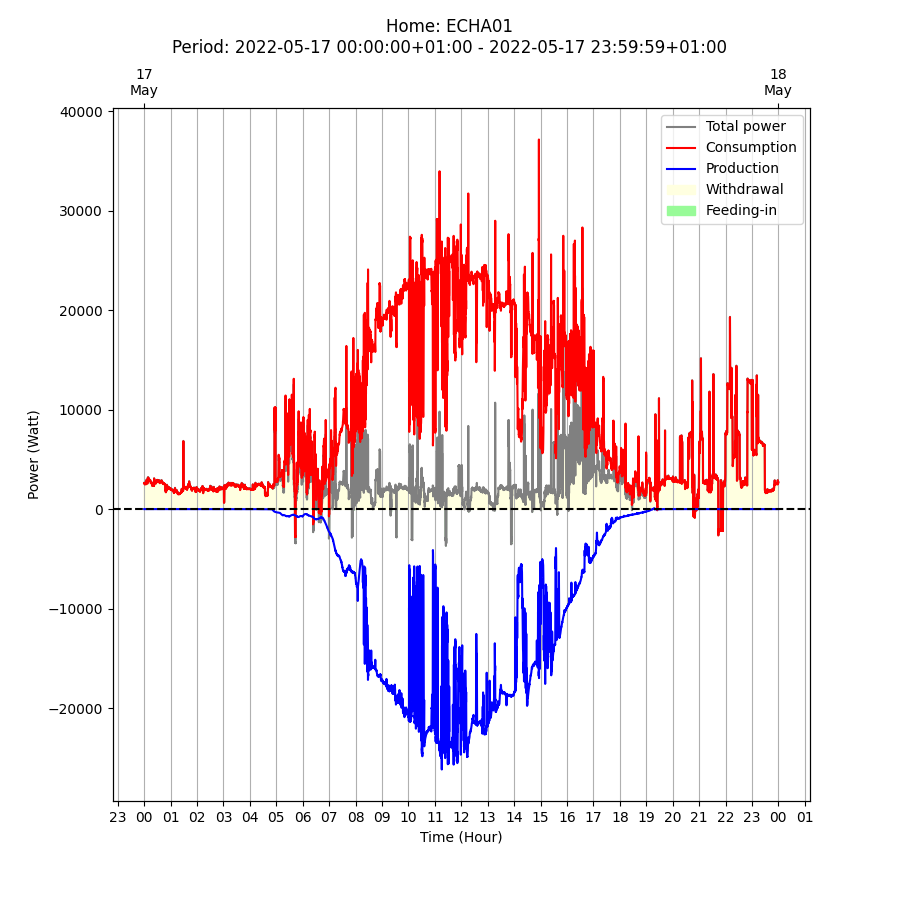 Home: ECHA01
Period: 2022-05-17 00:00:00+01:00 - 2022-05-17 23:59:59+01:00
17 18
May May
Total power
Consumption
Production
Withdrawal
Feeding-in
40000
30000
20000
10000
0
−10000
−20000
Power (Watt)
23 00 01 02 03 04 05 06 07 08 09 10 11 12 13 14 15 16 17 18 19 20 21 22 23 00 01
Time (Hour)